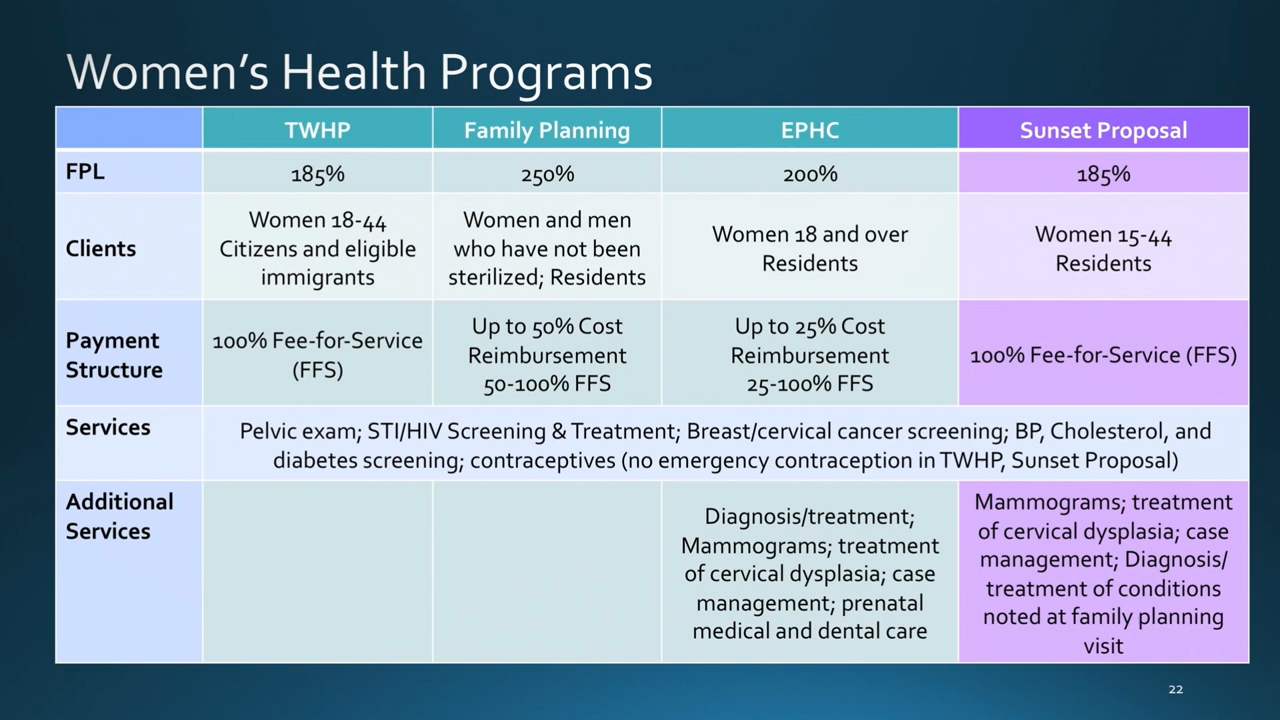 Women's Health Programs
TWHP
Family Planning
EPHC
Sunset Proposal
FPL
185%
250%
200%
185%
Clients
Women 18-44
Citizens and eligible
immigrants
Women and men
who have not been
sterilized; Residents
Women 18 and over
Residents
Women 15-44
Residents
Payment
Structure
100% Fee-for-Service
(FFS)
Up to 50% Cost
Reimbursement
50-100% FFS
Up to 25% Cost
Reimbursement
25-100% FFS
100% Fee-for-Service (FFS)
Services
Pelvic exam; STI/HIV Screening & Treatment; Breast/cervical cancer screening; BP, Cholesterol, and
diabetes screening; contraceptives (no emergency contraception in TWHP, Sunset Proposal)
Additional
Services
Diagnosis/treatment;
Mammograms; treatment
of cervical dysplasia; case
management; prenatal
medical and dental care
Mammograms; treatment
of cervical dysplasia; case
management; Diagnosis/
treatment of conditions
noted at family planning
visit
22